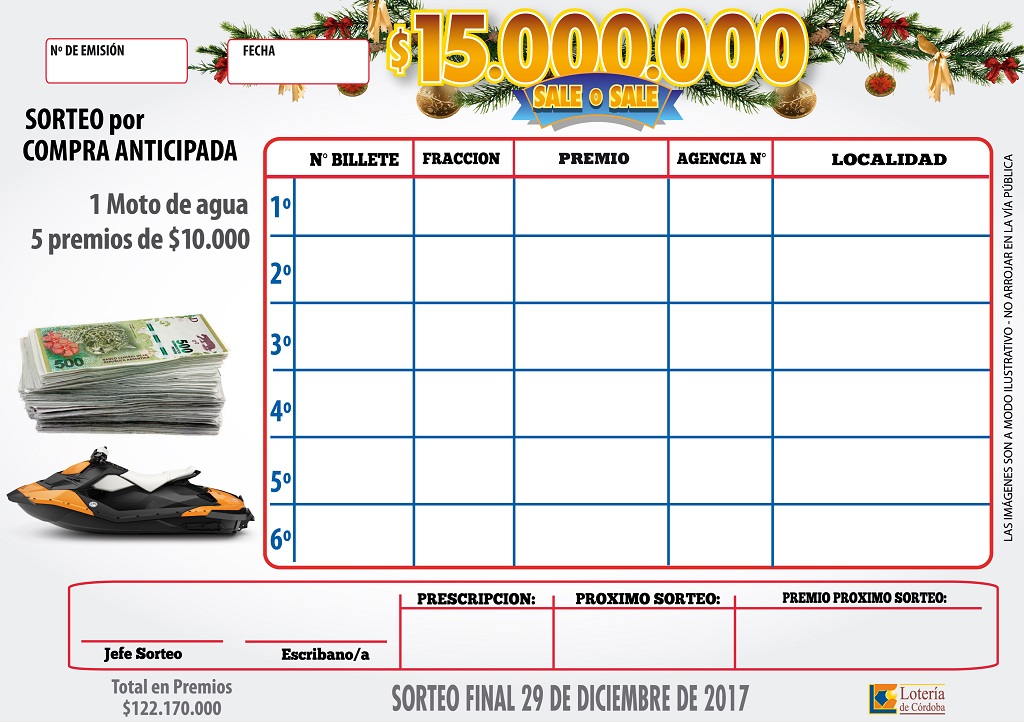 Nº DE EMISIÓN
FECHA
$15.000.000
SALE O SALE
SORTEO por
COMPRA ANTICIPADA
1 Moto de agua
5 premios de $10.000
N° BILLETE
FRACCION
PREMIO
AGENCIA N°
LOCALIDAD
1º
2º
3º
4º
5º
6º
500
500
LAS IMÁGENES SON A MODO ILUSTRATIVO - NO ARROJAR EN LA VÍA PÚBLICA
PRESCRIPCION:
PROXIMO SORTEO:
PREMIO PROXIMO SORTEO:
Jefe Sorteo
Escribano/a
Total en Premios
$122.170.000
SORTEO FINAL 29 DE DICIEMBRE DE 2017
Lotería
de Córdoba